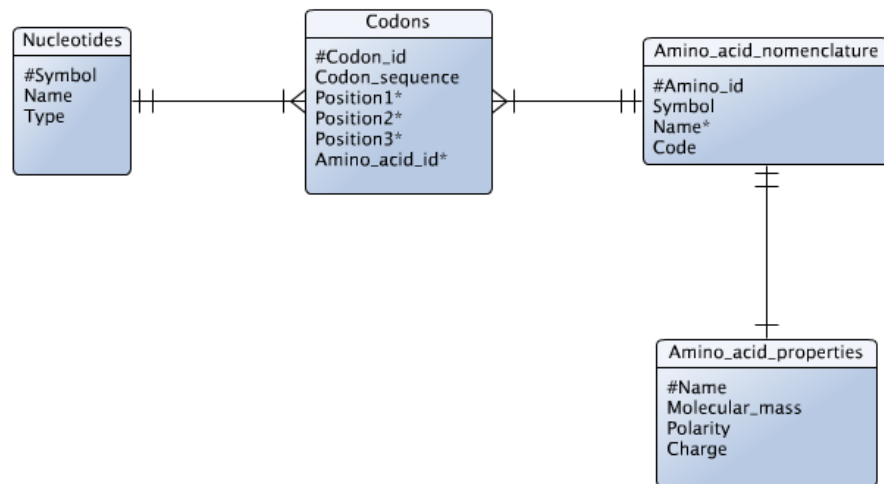 Nucleotides
#Symbol
Name
Type
Codons
#Codon_id
Codon_sequence
Position1*
Position2*
Position3*
Amino_acid_id*
Amino_acid_nomenclature
#Amino_id
Symbol
Name*
Code
Amino_acid_properties
#Name
Molecular_mass
Polarity
Charge